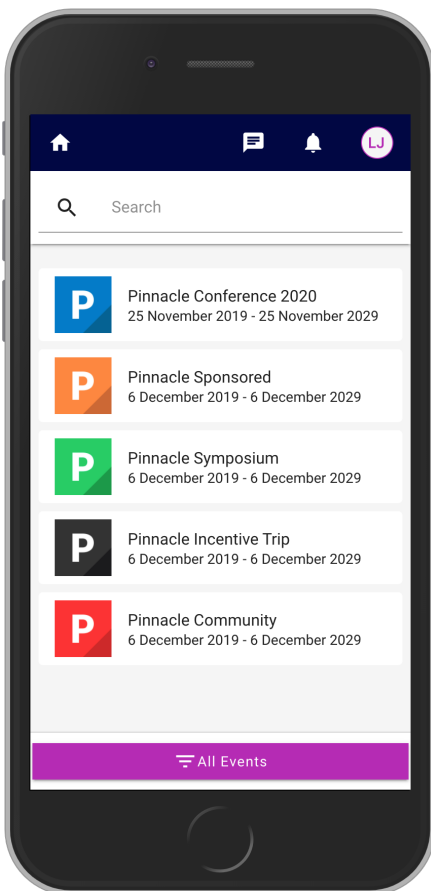 LJ
Search
P
Pinnacle Conference 2020
25 November 2019 - 25 November 2029
P
Pinnacle Sponsored
6 December 2019 - 6 December 2029
P
Pinnacle Symposium
6 December 2019 - 6 December 2029
P
Pinnacle Incentive Trip
6 December 2019 - 6 December 2029
P
Pinnacle Community
6 December 2019 - 6 December 2029
All Events